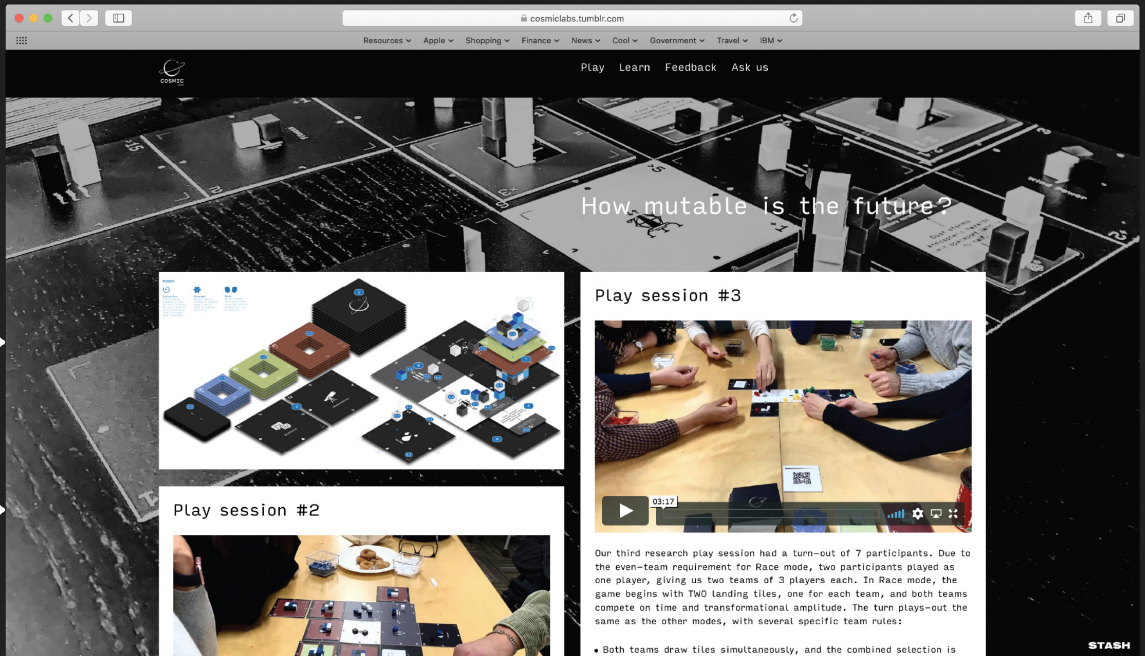 cosmiclabs.tumblr.com
Resources Apple Shopping Finance News Cool Government Travel IBM
COSMIC
Play Learn Feedback Ask us
How mutable is the future?
Play session #3
03:17
Our third research play session had a turn-out of 7 participants. Due to
the even-team requirement for Race mode, two participants played as
one player, giving us two teams of 3 players each. In Race mode, the
game begins with TWO landing tiles, one for each team, and both teams
compete on time and transformational amplitude. The turn plays-out the
same as the other modes, with several specific team rules:
• Both teams draw tiles simultaneously, and the combined selection is
Play session #2
STASH